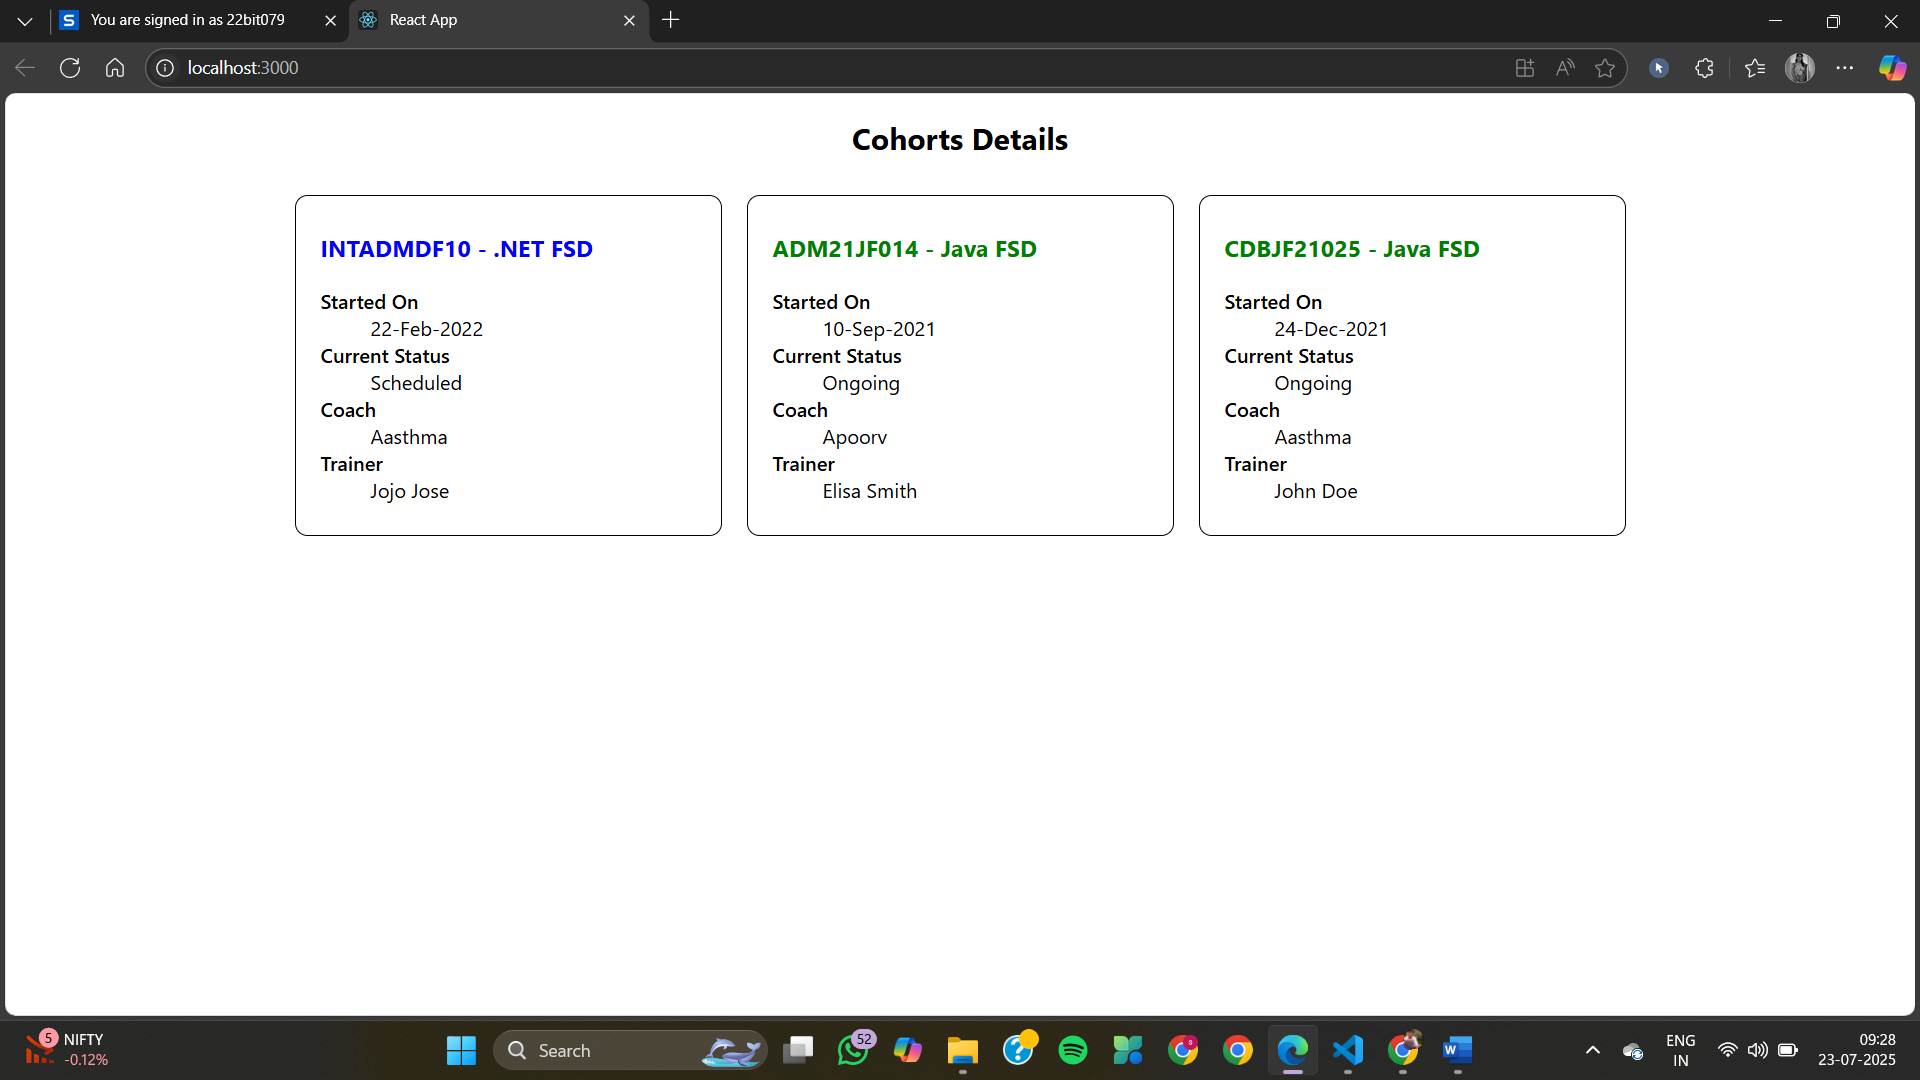 You are signed in as 22bit079
React App
localhost:3000
Cohorts Details
INTADMDF10 - .NET FSD
Started On
22-Feb-2022
Current Status
Scheduled
Coach
Aasthma
Trainer
Jojo Jose
ADM21JF014 - Java FSD
Started On
10-Sep-2021
Current Status
Ongoing
Coach
Apoorv
Trainer
Elisa Smith
CDBJF21025 - Java FSD
Started On
24-Dec-2021
Current Status
Ongoing
Coach
Aasthma
Trainer
John Doe
5
NIFTY
-0.12%
Search
52
8
ENG
IN
09:28
23-07-2025